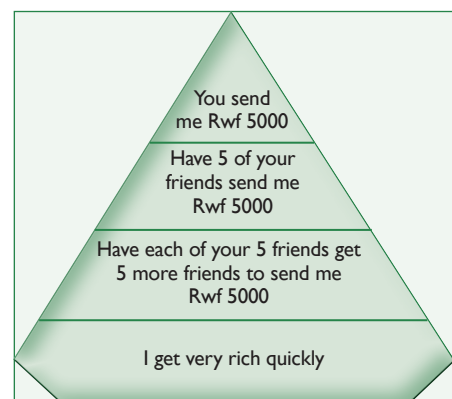 You send
me Rwf 5000
Have 5 of your
friends send me
Rwf 5000
Have each of your 5 friends get
5 more friends to send me
Rwf 5000
I get very rich quickly